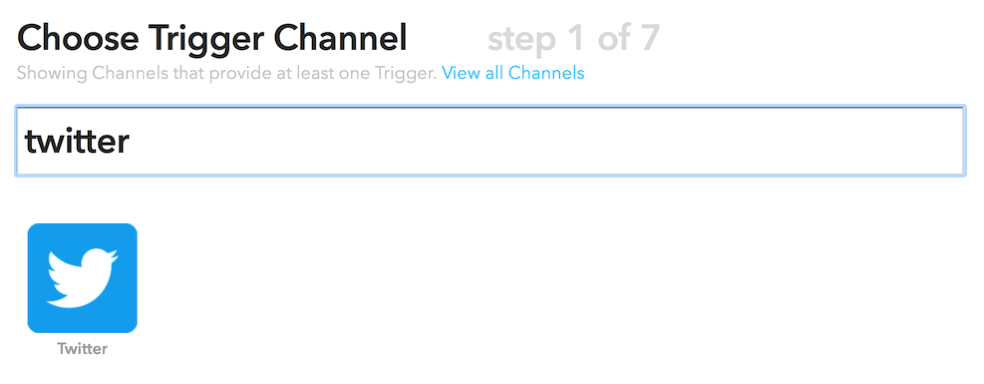 Choose Trigger Channel step 1 of 7
Showing Channels that provide at least one Trigger. View all Channels
twitter
Twitter